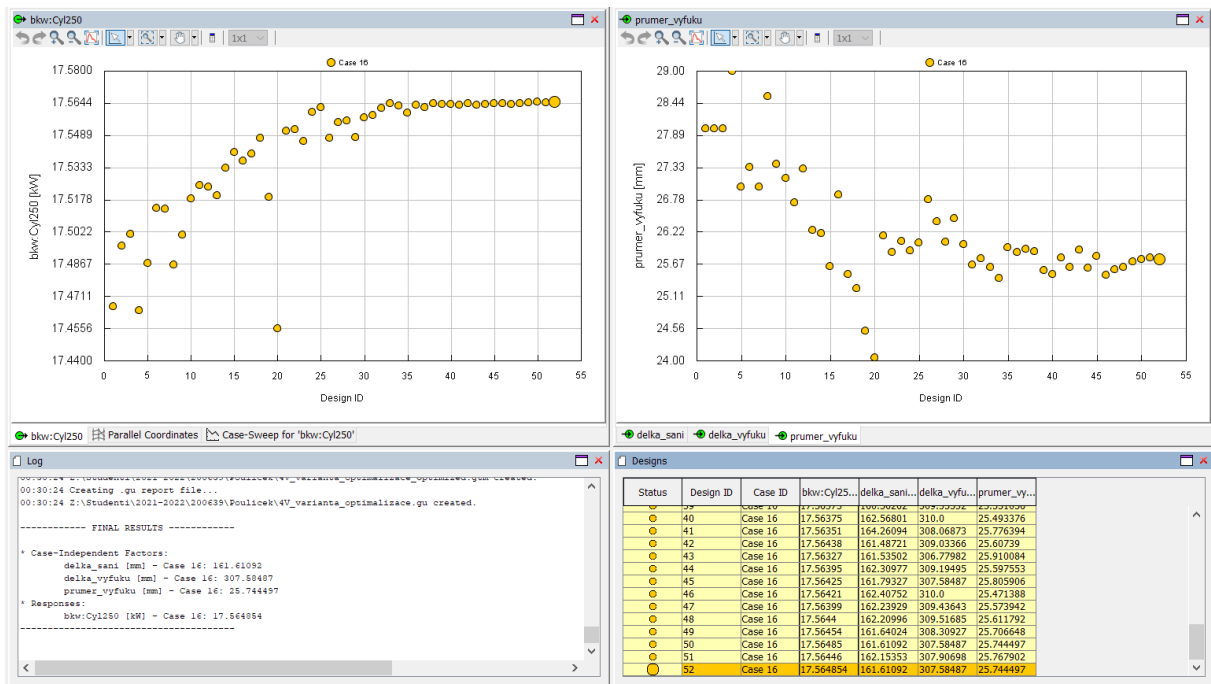 bkw:Cyl250
1x1
Case 16
17.5800
17.5644
17.5489
17.5333
17.5178
17.5022
17.4867
17.4711
17.4556
17.4400
bkw:Cyl250 [kW]
0 5 10 15 20 25 30 35 40 45 50 55
Design ID
bkw:Cyl250 Parallel Coordinates Case-Sweep for 'bkw:Cyl250'
prumer_vyfuku
1x1
Case 16
29.00
28.44
27.89
27.33
26.78
26.22
25.67
25.11
24.56
24.00
prumer_vyfuku [mm]
0 5 10 15 20 25 30 35 40 45 50 55
Design ID
delka_sani delka_vyfuku prumer_vyfuku
Log
00:30:24 Creating .gu report file...
00:30:24 Z:\Studenti\2021-2022\200639\Poulicek\4V_varianta_optimalizace.gu created.
------------ FINAL RESULTS ------------
* Case-Independent Factors:
delka_sani [mm] - Case 16: 161.61092
delka_vyfuku [mm] - Case 16: 307.58487
prumer_vyfuku [mm] - Case 16: 25.744497
* Responses:
bkw:Cyl250 [kW] - Case 16: 17.564854
---------------------------------------
Designs
Status Design ID Case ID bkw:Cyl25... delka_sani... delka_vyfu... prumer_vy...
40 Case 16 17.56375 162.56801 310.0 25.493376
41 Case 16 17.56351 164.26094 308.06873 25.776394
42 Case 16 17.56438 161.48721 309.03366 25.60739
43 Case 16 17.56327 161.53502 306.77982 25.910084
44 Case 16 17.56395 162.30977 309.19495 25.597553
45 Case 16 17.56425 161.79327 307.58487 25.805906
46 Case 16 17.56421 162.40752 310.0 25.471388
47 Case 16 17.56399 162.23929 309.43643 25.573942
48 Case 16 17.5644 162.20996 309.51685 25.611792
49 Case 16 17.56454 161.64024 308.30927 25.706648
50 Case 16 17.56485 161.61092 307.58487 25.744497
51 Case 16 17.56446 162.15353 307.90698 25.767902
52 Case 16 17.564854 161.61092 307.58487 25.744497